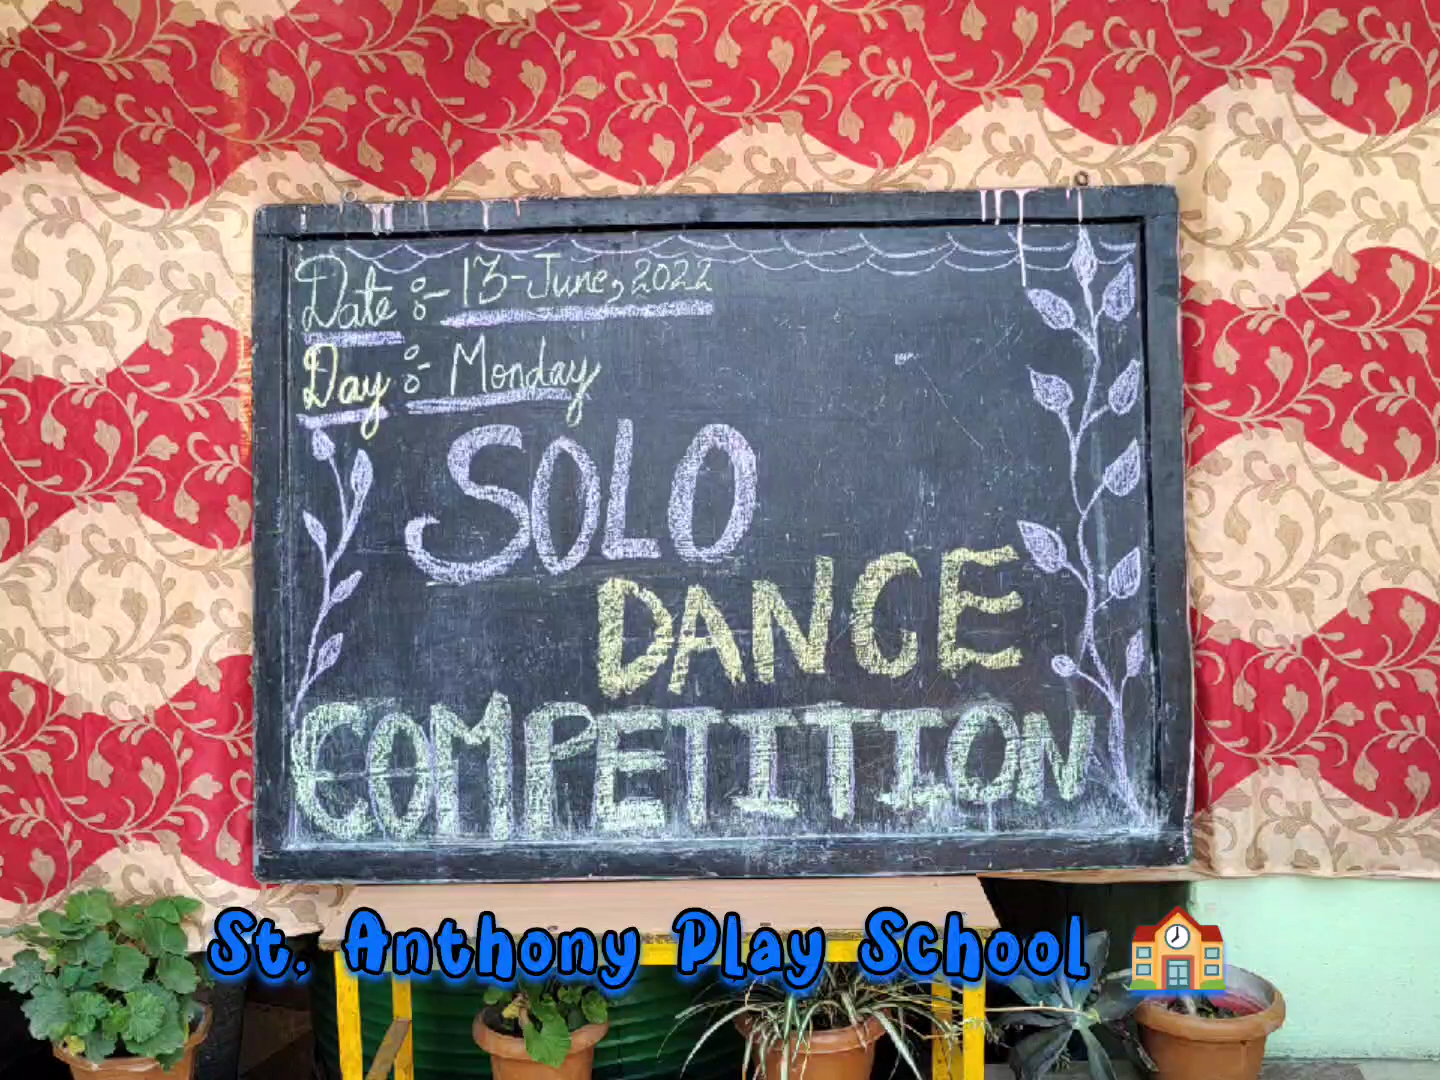 Date :- 13-June, 2022
Day :- Monday
SOLO
DANCE
COMPETITION
St. Anthony Play School